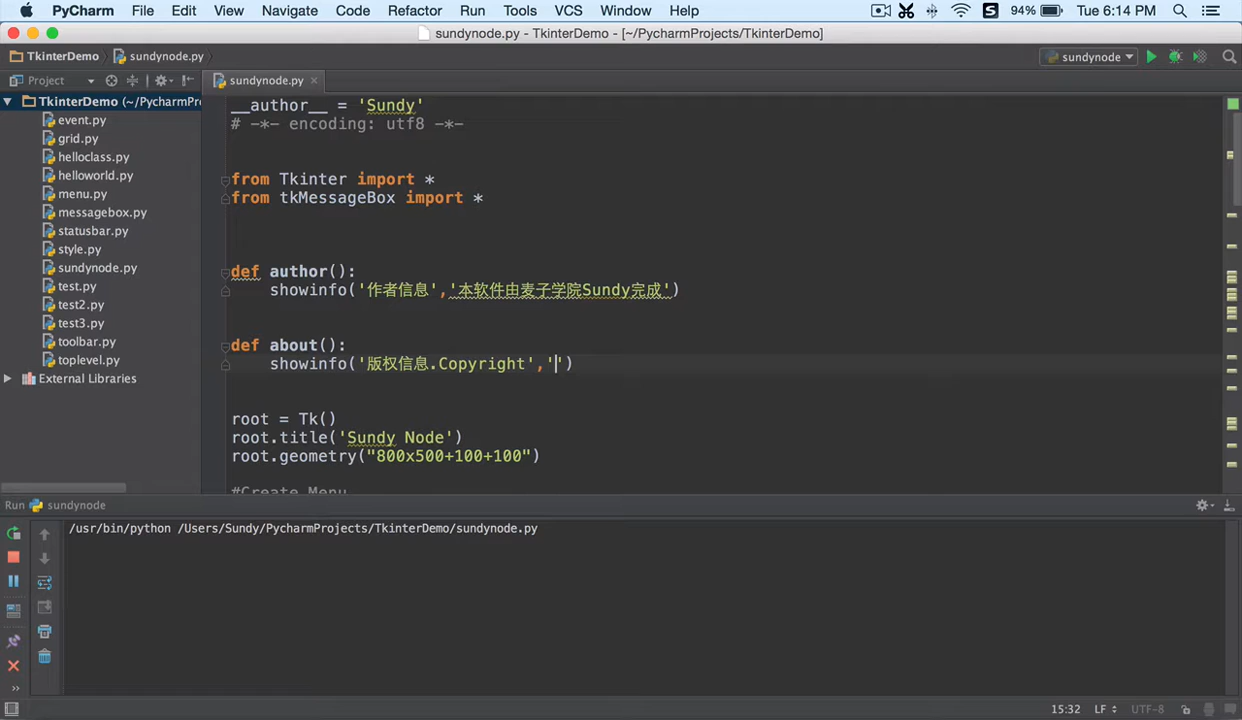 PyCharm File Edit View Navigate Code Refactor Run Tools VCS Window Help 94% Tue 6:14 PM
sundynode.py - TkinterDemo - [~/PycharmProjects/TkinterDemo]
TkinterDemo sundynode.py sundynode
Project sundynode.py
TkinterDemo (~/PycharmPr
event.py
grid.py
helloclass.py
helloworld.py
menu.py
messagebox.py
statusbar.py
style.py
sundynode.py
test.py
test2.py
test3.py
toolbar.py
toplevel.py
External Libraries
__author__ = 'Sundy'
# -*- encoding: utf8 -*-
from Tkinter import *
from tkMessageBox import *
def author():
showinfo('作者信息','本软件由麦子学院Sundy完成')
def about():
showinfo('版权信息.Copyright','')
root = Tk()
root.title('Sundy Node')
root.geometry("800x500+100+100")
#Create Menu
Run sundynode
/usr/bin/python /Users/Sundy/PycharmProjects/TkinterDemo/sundynode.py
15:32 LF UTF-8